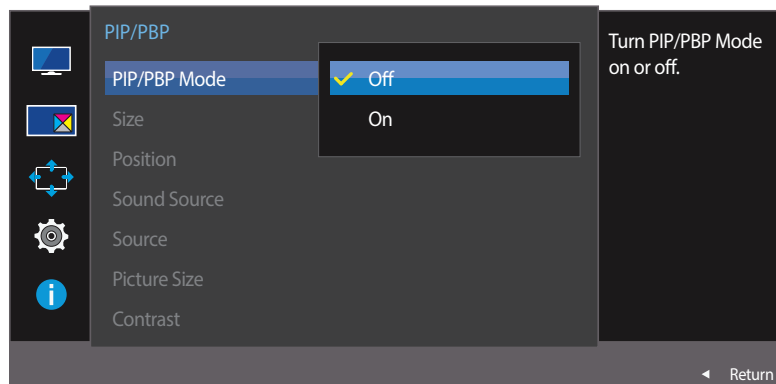 PIP/PBP
PIP/PBP Mode
Off
On
Size
Position
Sound Source
Source
Picture Size
Contrast
Turn PIP/PBP Mode
on or off.
Return